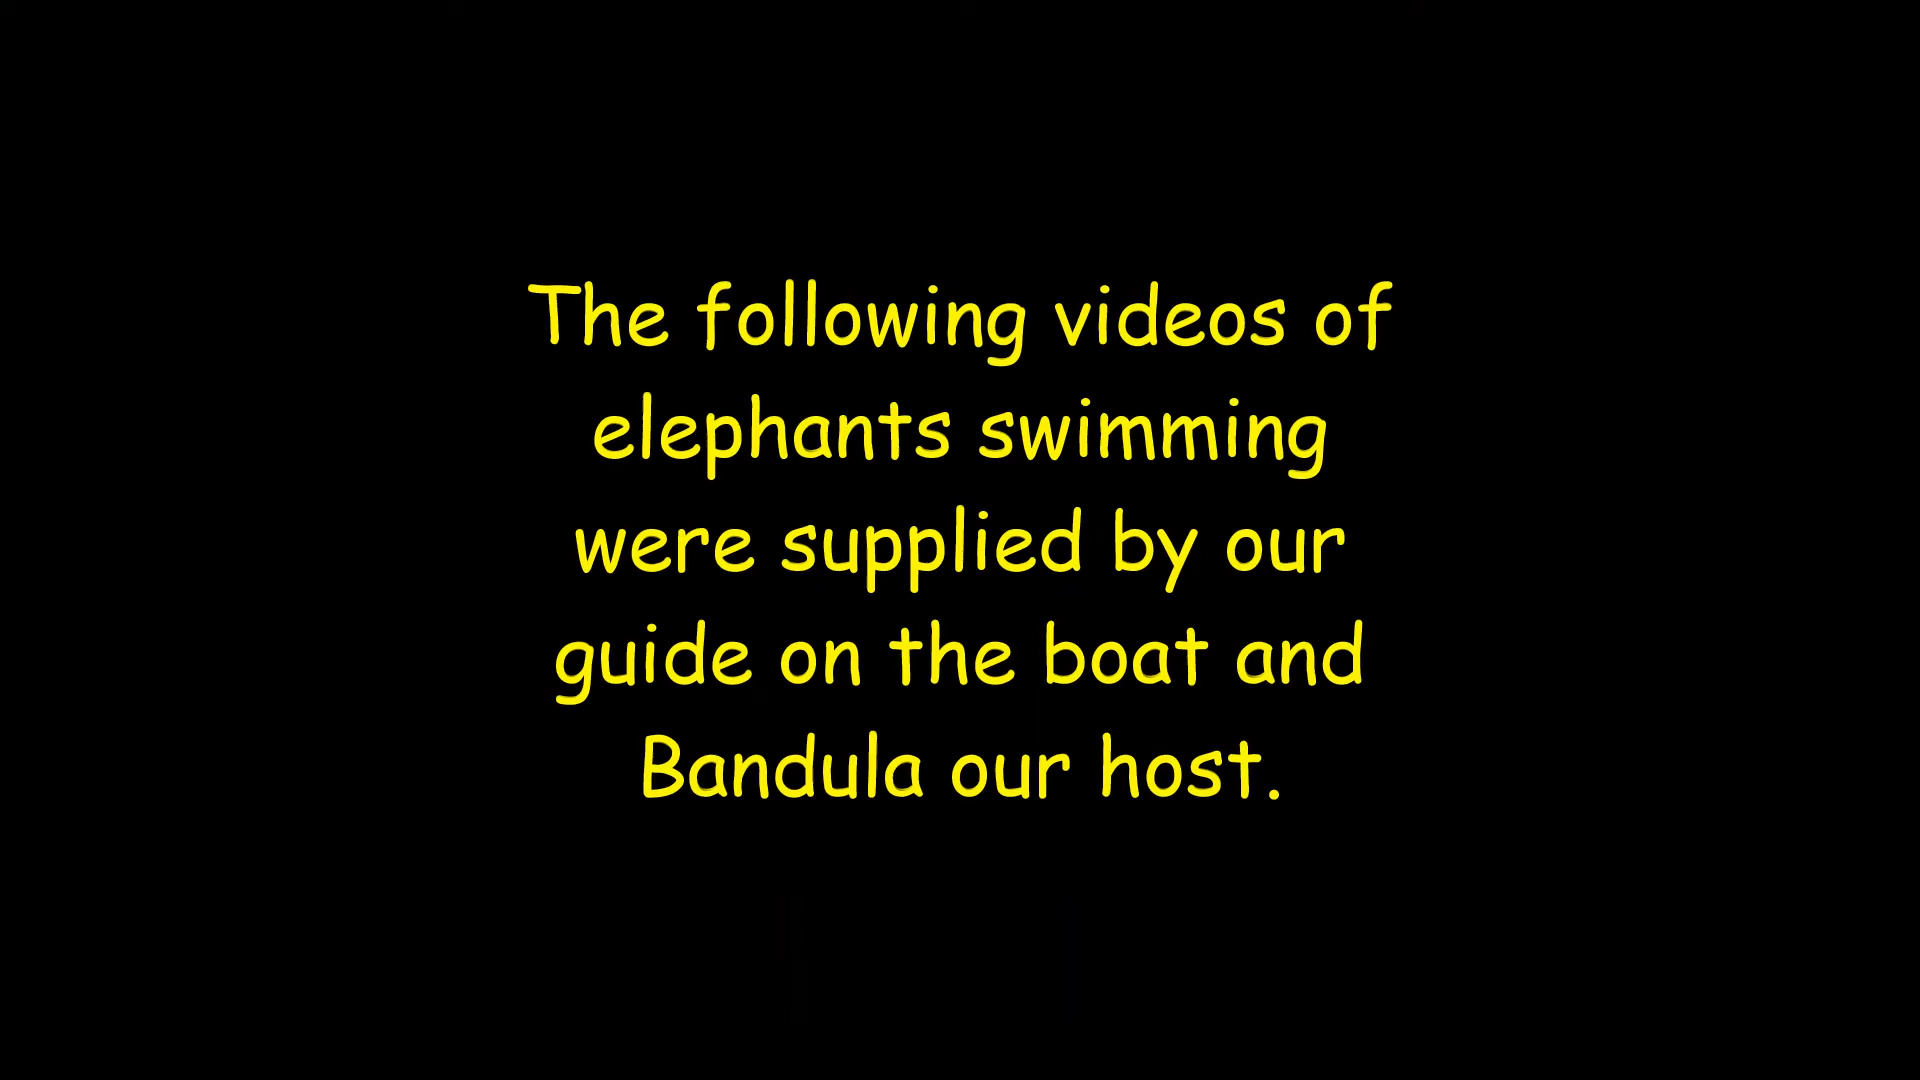 The following videos of
elephants swimming
were supplied by our
guide on the boat and
Bandula our host.